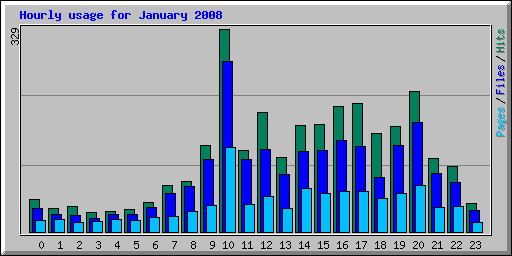 Hourly usage for January 2008
329
Pages / Files / Hits
0 1 2 3 4 5 6 7 8 9 10 11 12 13 14 15 16 17 18 19 20 21 22 23